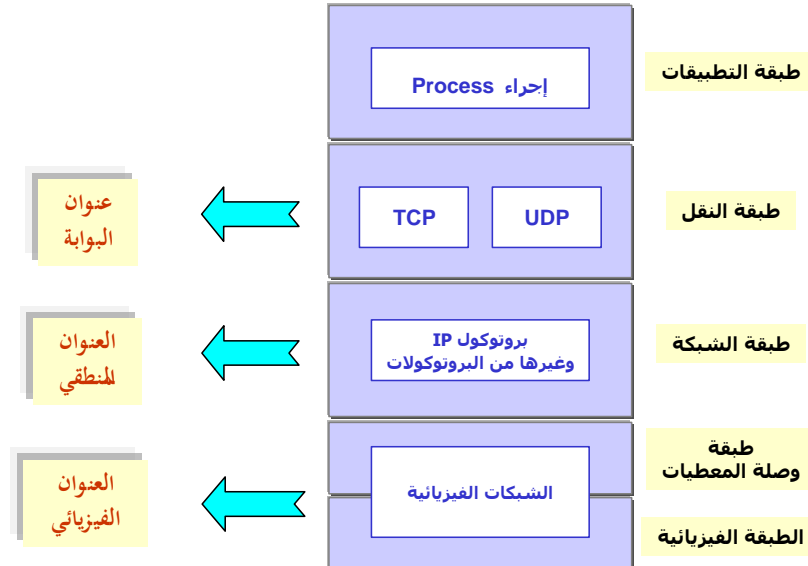 طبقة التطبيقات
إجراء Process
طبقة النقل
UDP
TCP
عنوان
البوابة
طبقة الشبكة
بروتوكول IP
وغيرها من البروتوكولات
العنوان
المنطقي
طبقة
وصلة المعطيات
الشبكات الفيزيائية
العنوان
الفيزيائي
الطبقة الفيزيائية